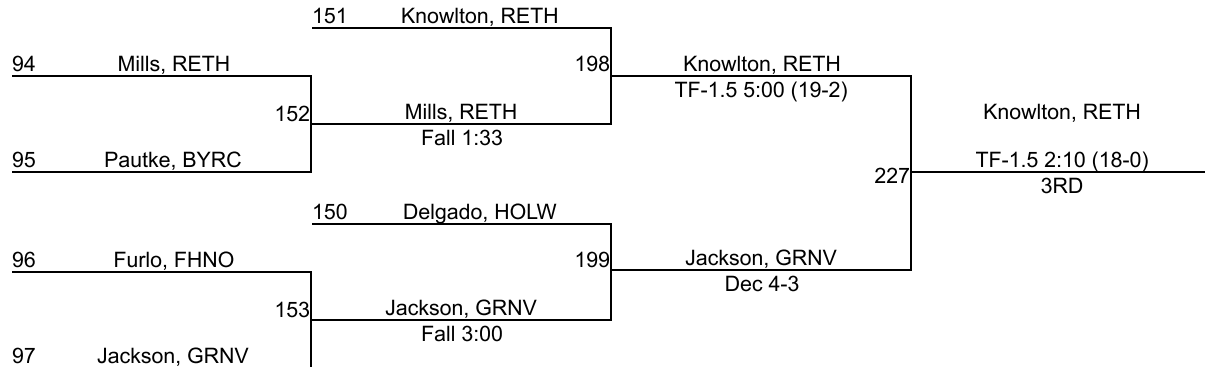 151 Knowlton, RETH
94 Mills, RETH
198 Knowlton, RETH
TF-1.5 5:00 (19-2)
152 Mills, RETH
Fall 1:33
Knowlton, RETH
95 Pautke, BYRC
TF-1.5 2:10 (18-0)
227
3RD
150 Delgado, HOLW
96 Furlo, FHNO
199 Jackson, GRNV
Dec 4-3
153 Jackson, GRNV
Fall 3:00
97 Jackson, GRNV